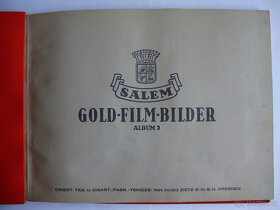 SALEM
GOLD-FILM-BILDER
ALBUM 2
ORIENT. TAB. U. CIGART.-FABR. «YENIDZE» INH. HUGO ZIETZ G.M.B.H. DRESDEN